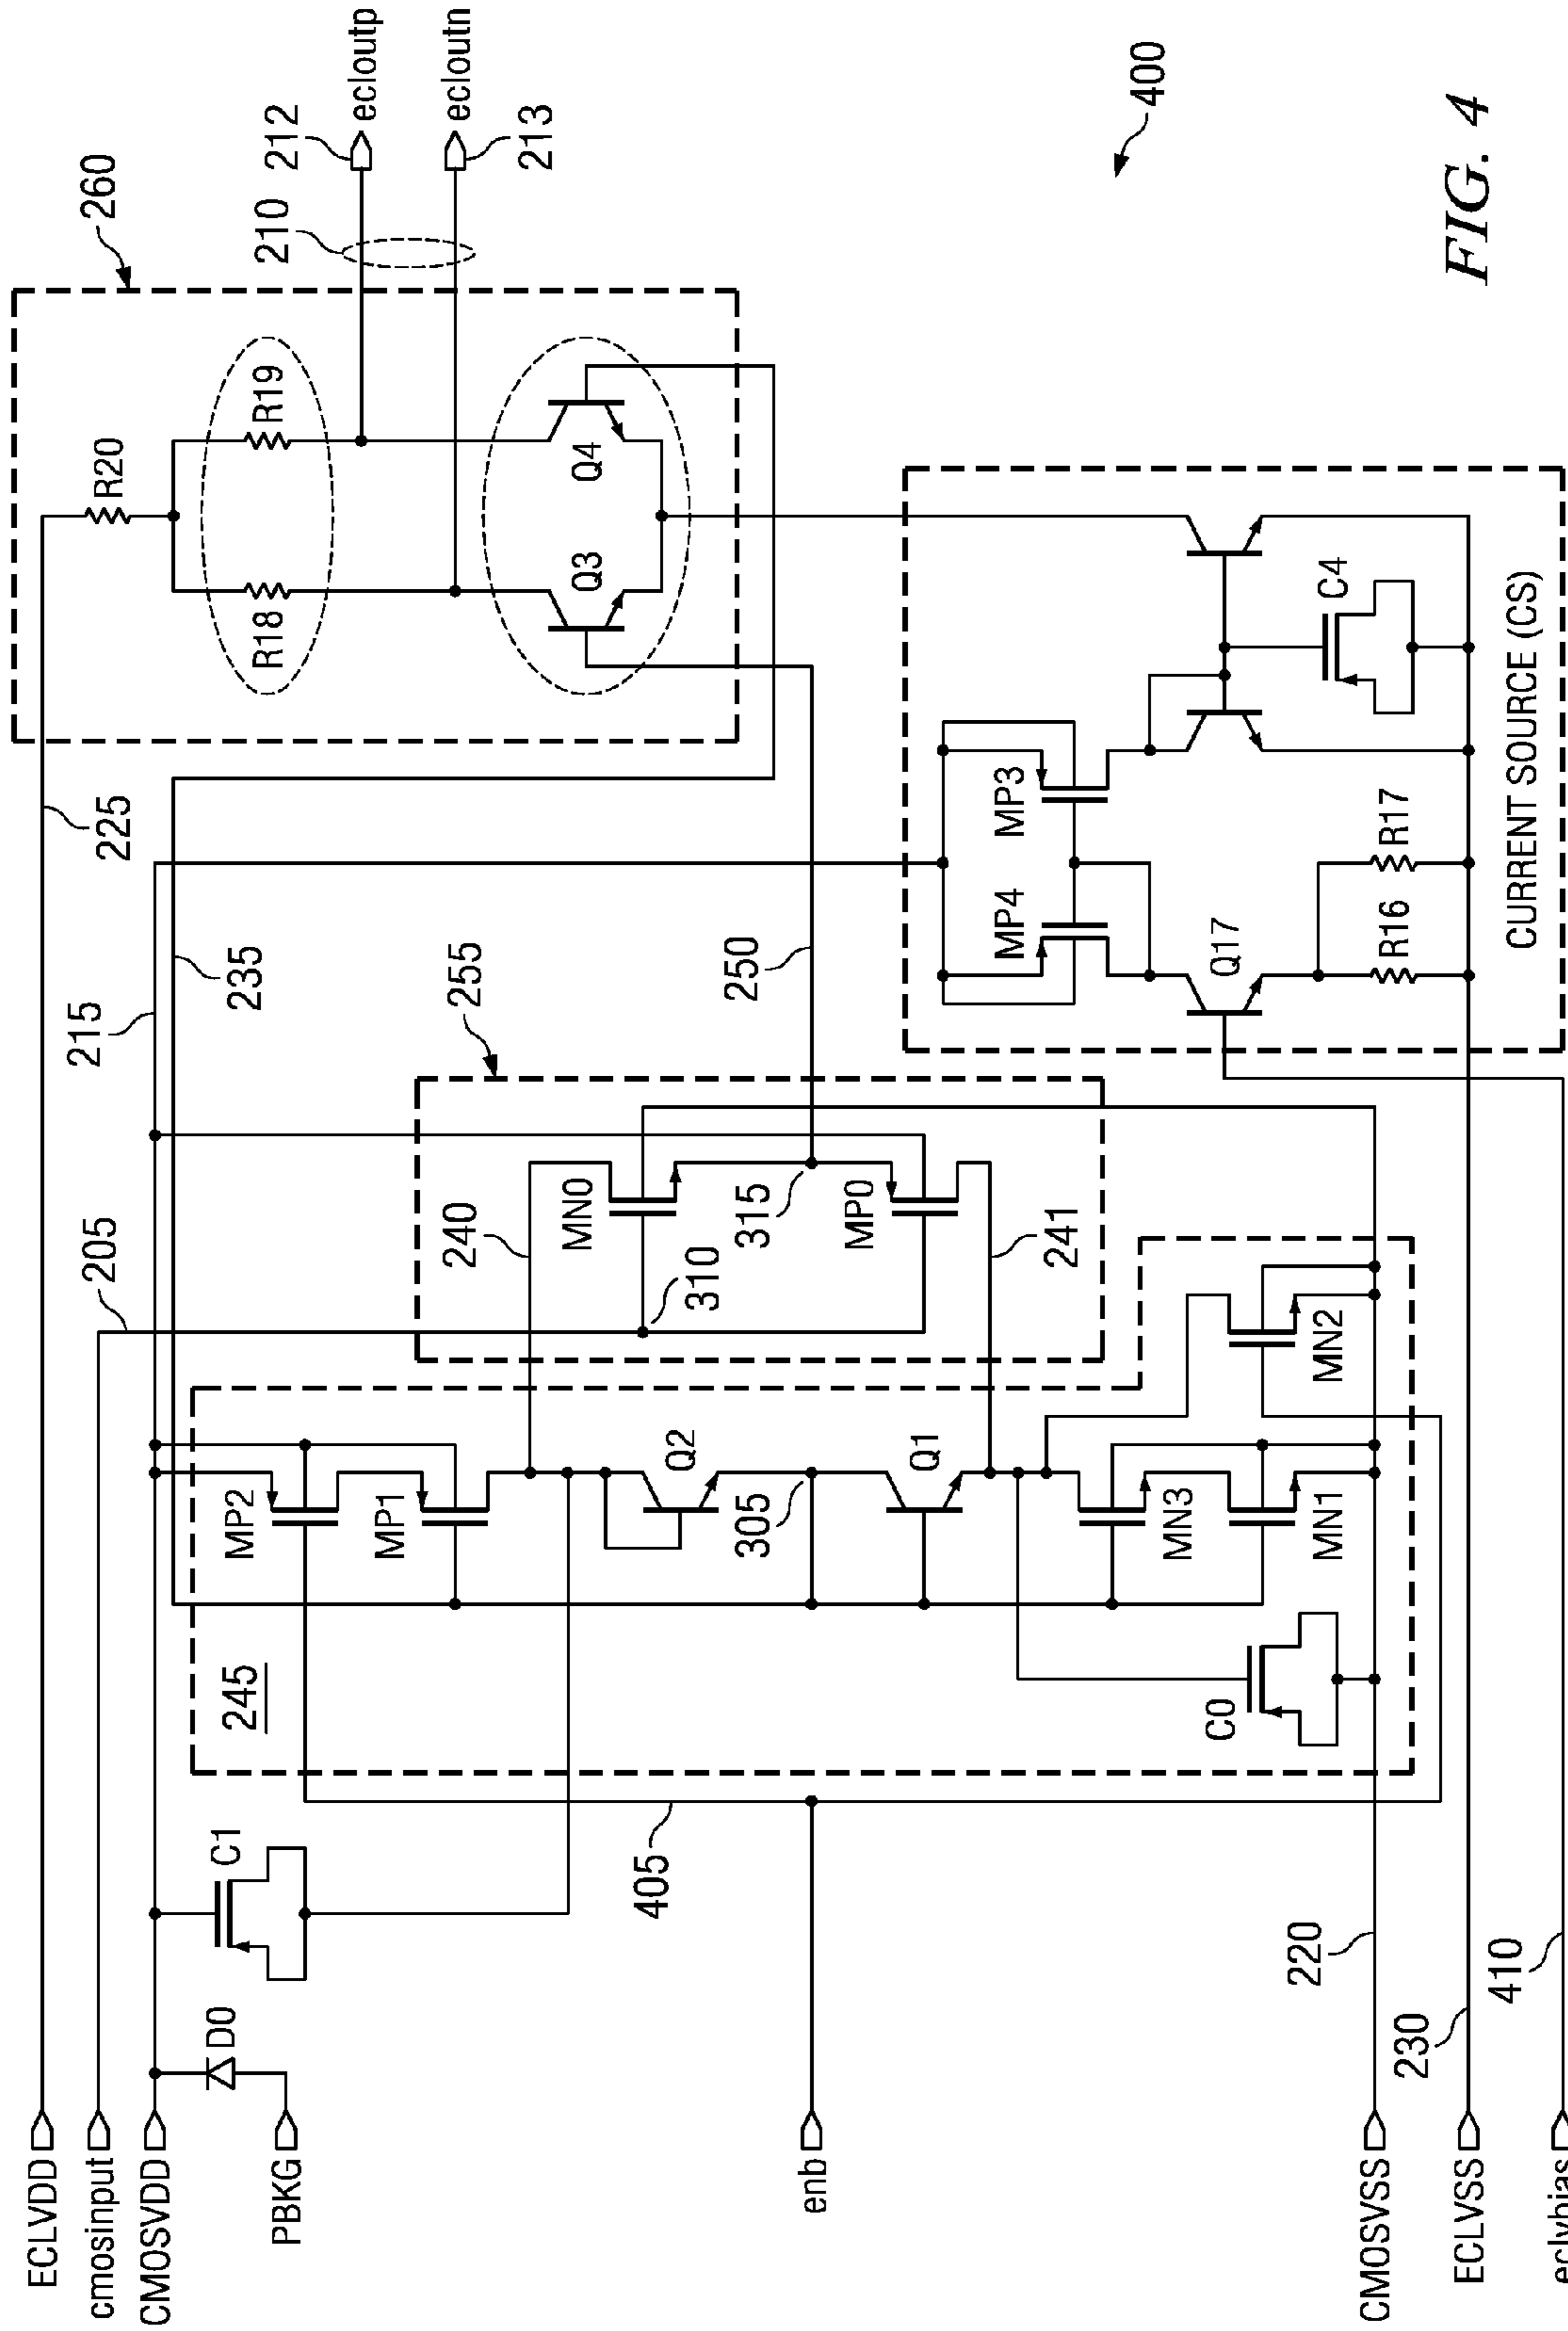 ECLVDD
cmosinput
CMOSVDD
PBKG
enb
CMOSVSS
ECLVSS
eclvbias
D0
C1
405
220
230
410
245
MP2
MP1
Q2
305
Q1
MN3
MN1
MN2
C0
205
240
MN0
310
315
MP0
241
255
250
215
235
225
MP4
MP3
Q17
R16
R17
C4
CURRENT SOURCE (CS)
260
R20
R18
R19
Q3
Q4
210
212
ecloutp
ecloutn
213
400
FIG. 4